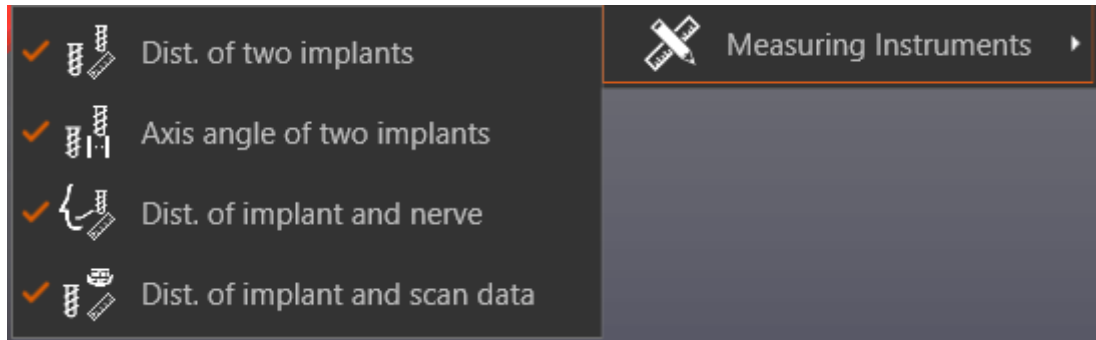 Dist. of two implants
Measuring Instruments
Axis angle of two implants
Dist. of implant and nerve
Dist. of implant and scan data